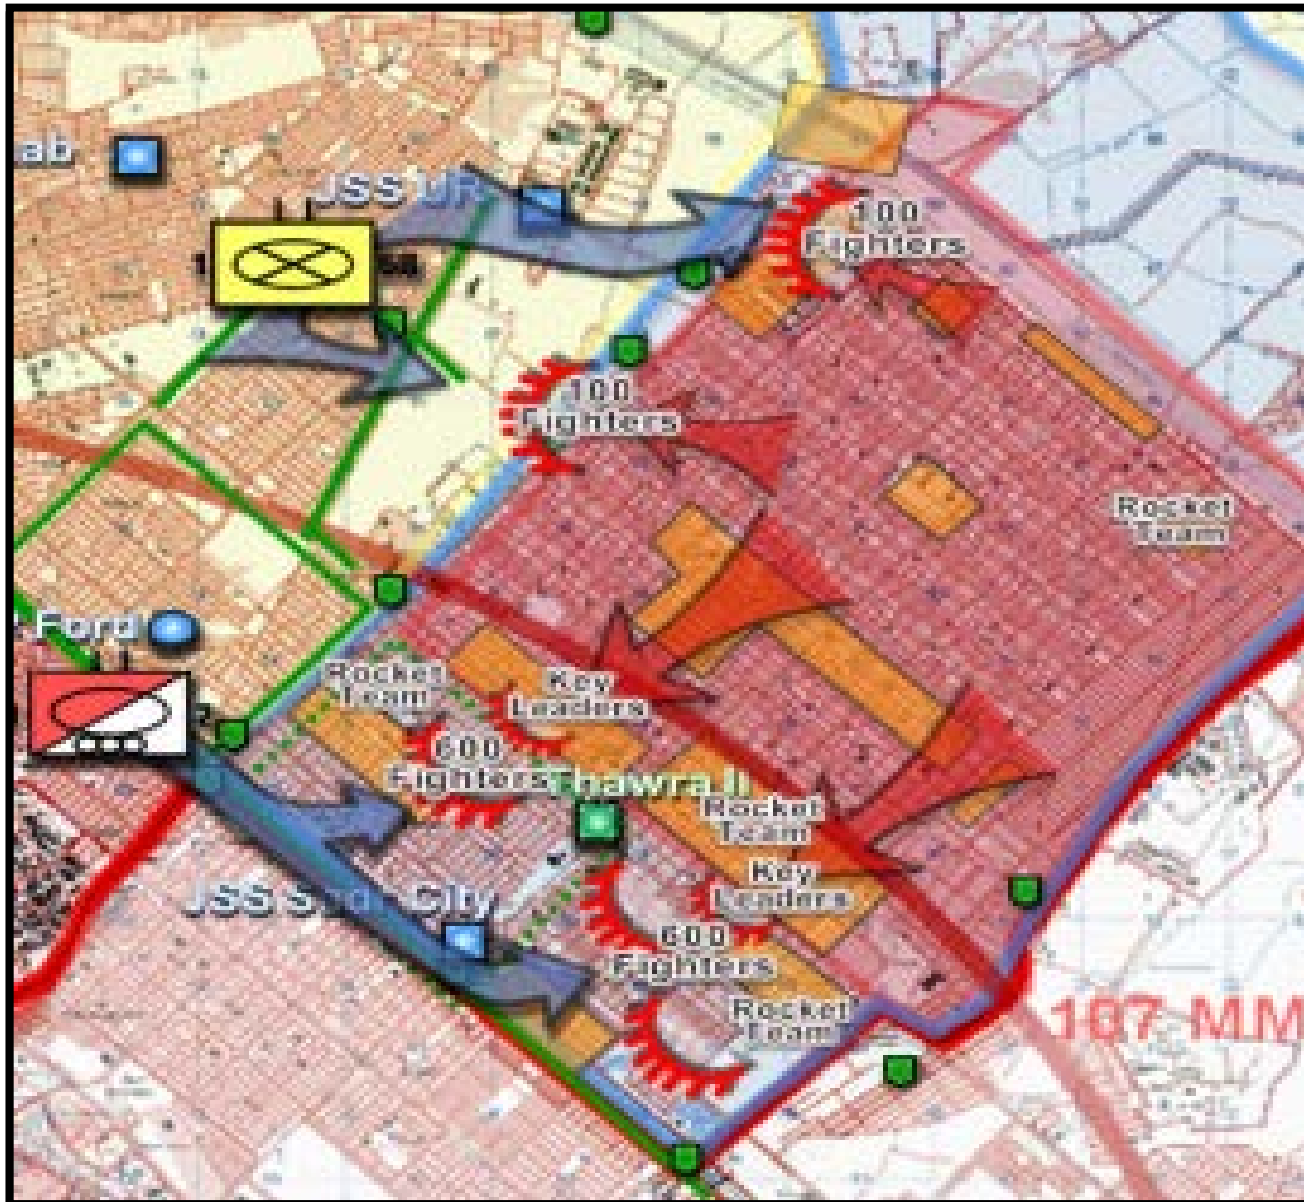 ab
JSS UR
100
Fighters
100
Fighters
Rocket
Team
Ford
Rocket
Team
Key
Leaders
600
Fighters
Thawra II
Rocket
Team
Key
Leaders
JSS City
600
Fighters
Rocket
Team
107 MM